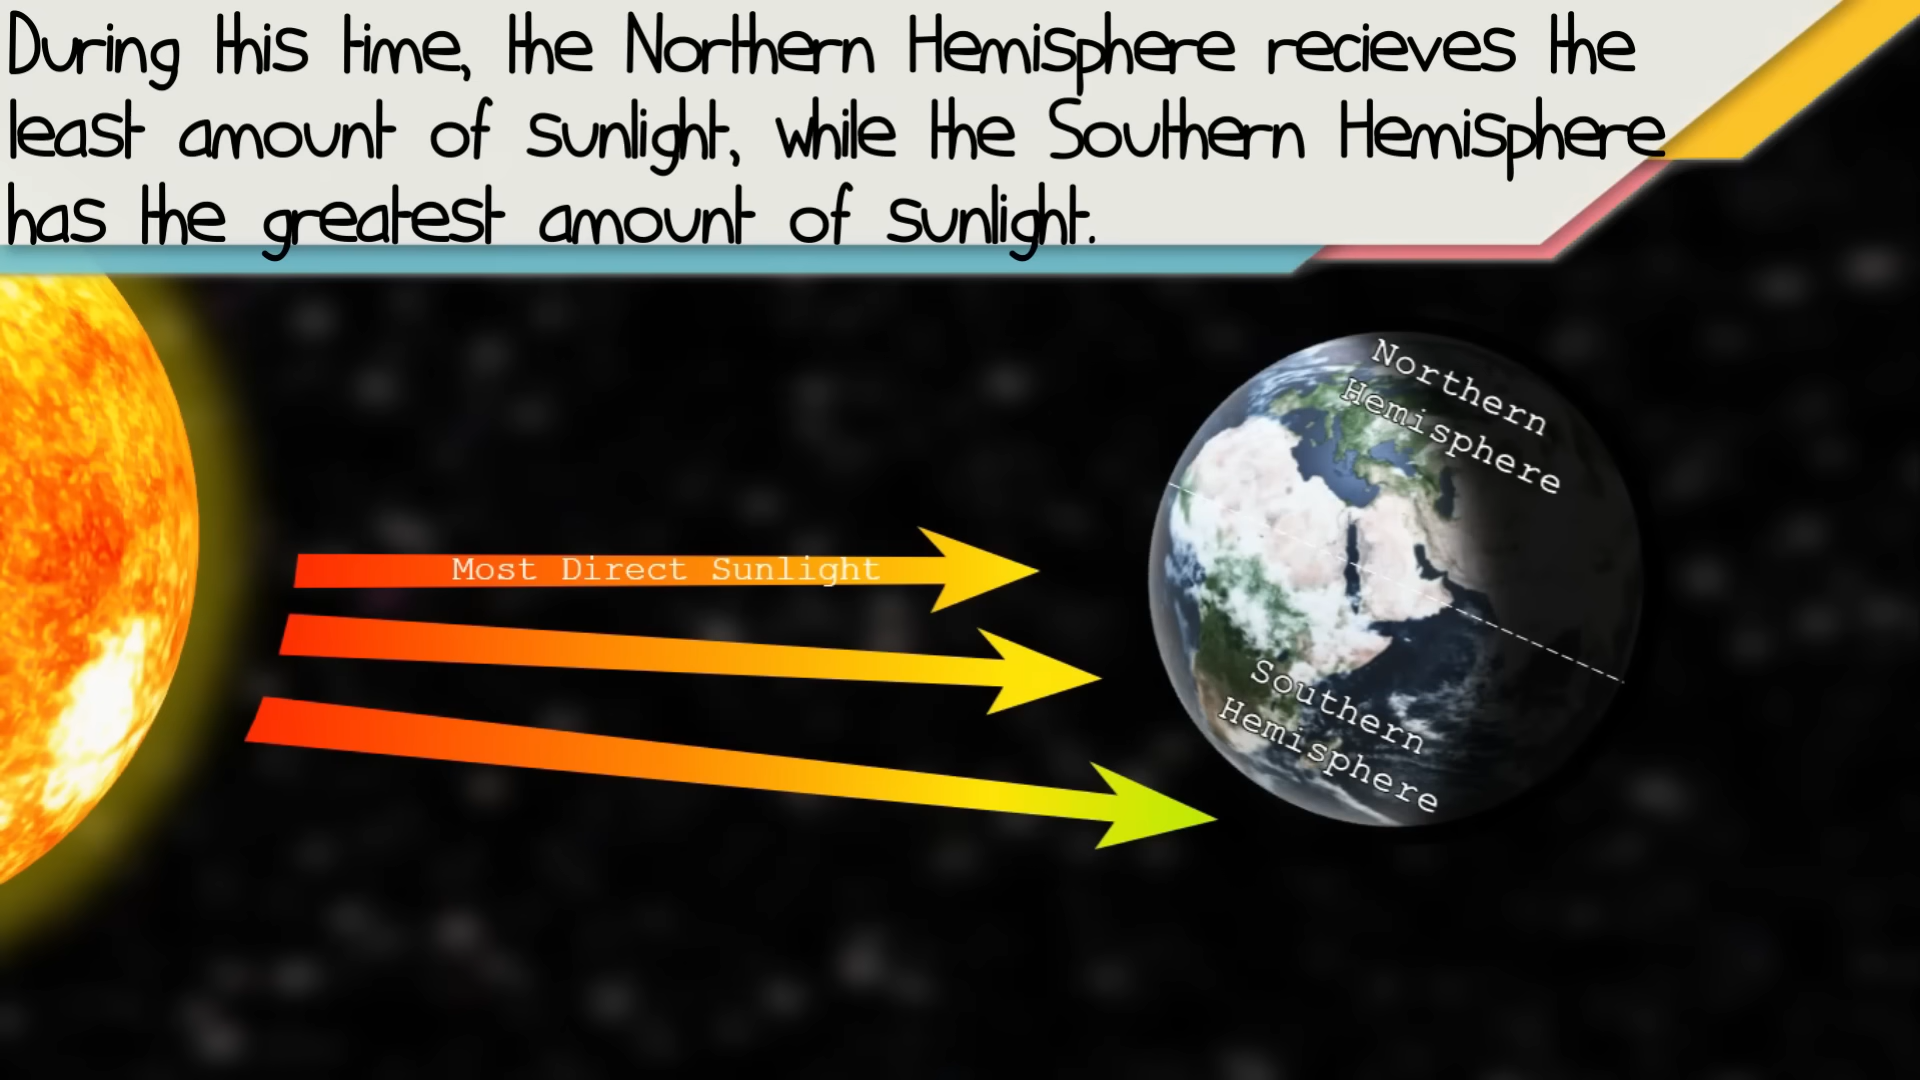 During this time, the Northern Hemisphere recieves the
least amount of sunlight, while the Southern Hemisphere
has the greatest amount of sunlight.
Northern
Hemisphere
Most Direct Sunlight
Southern
Hemisphere